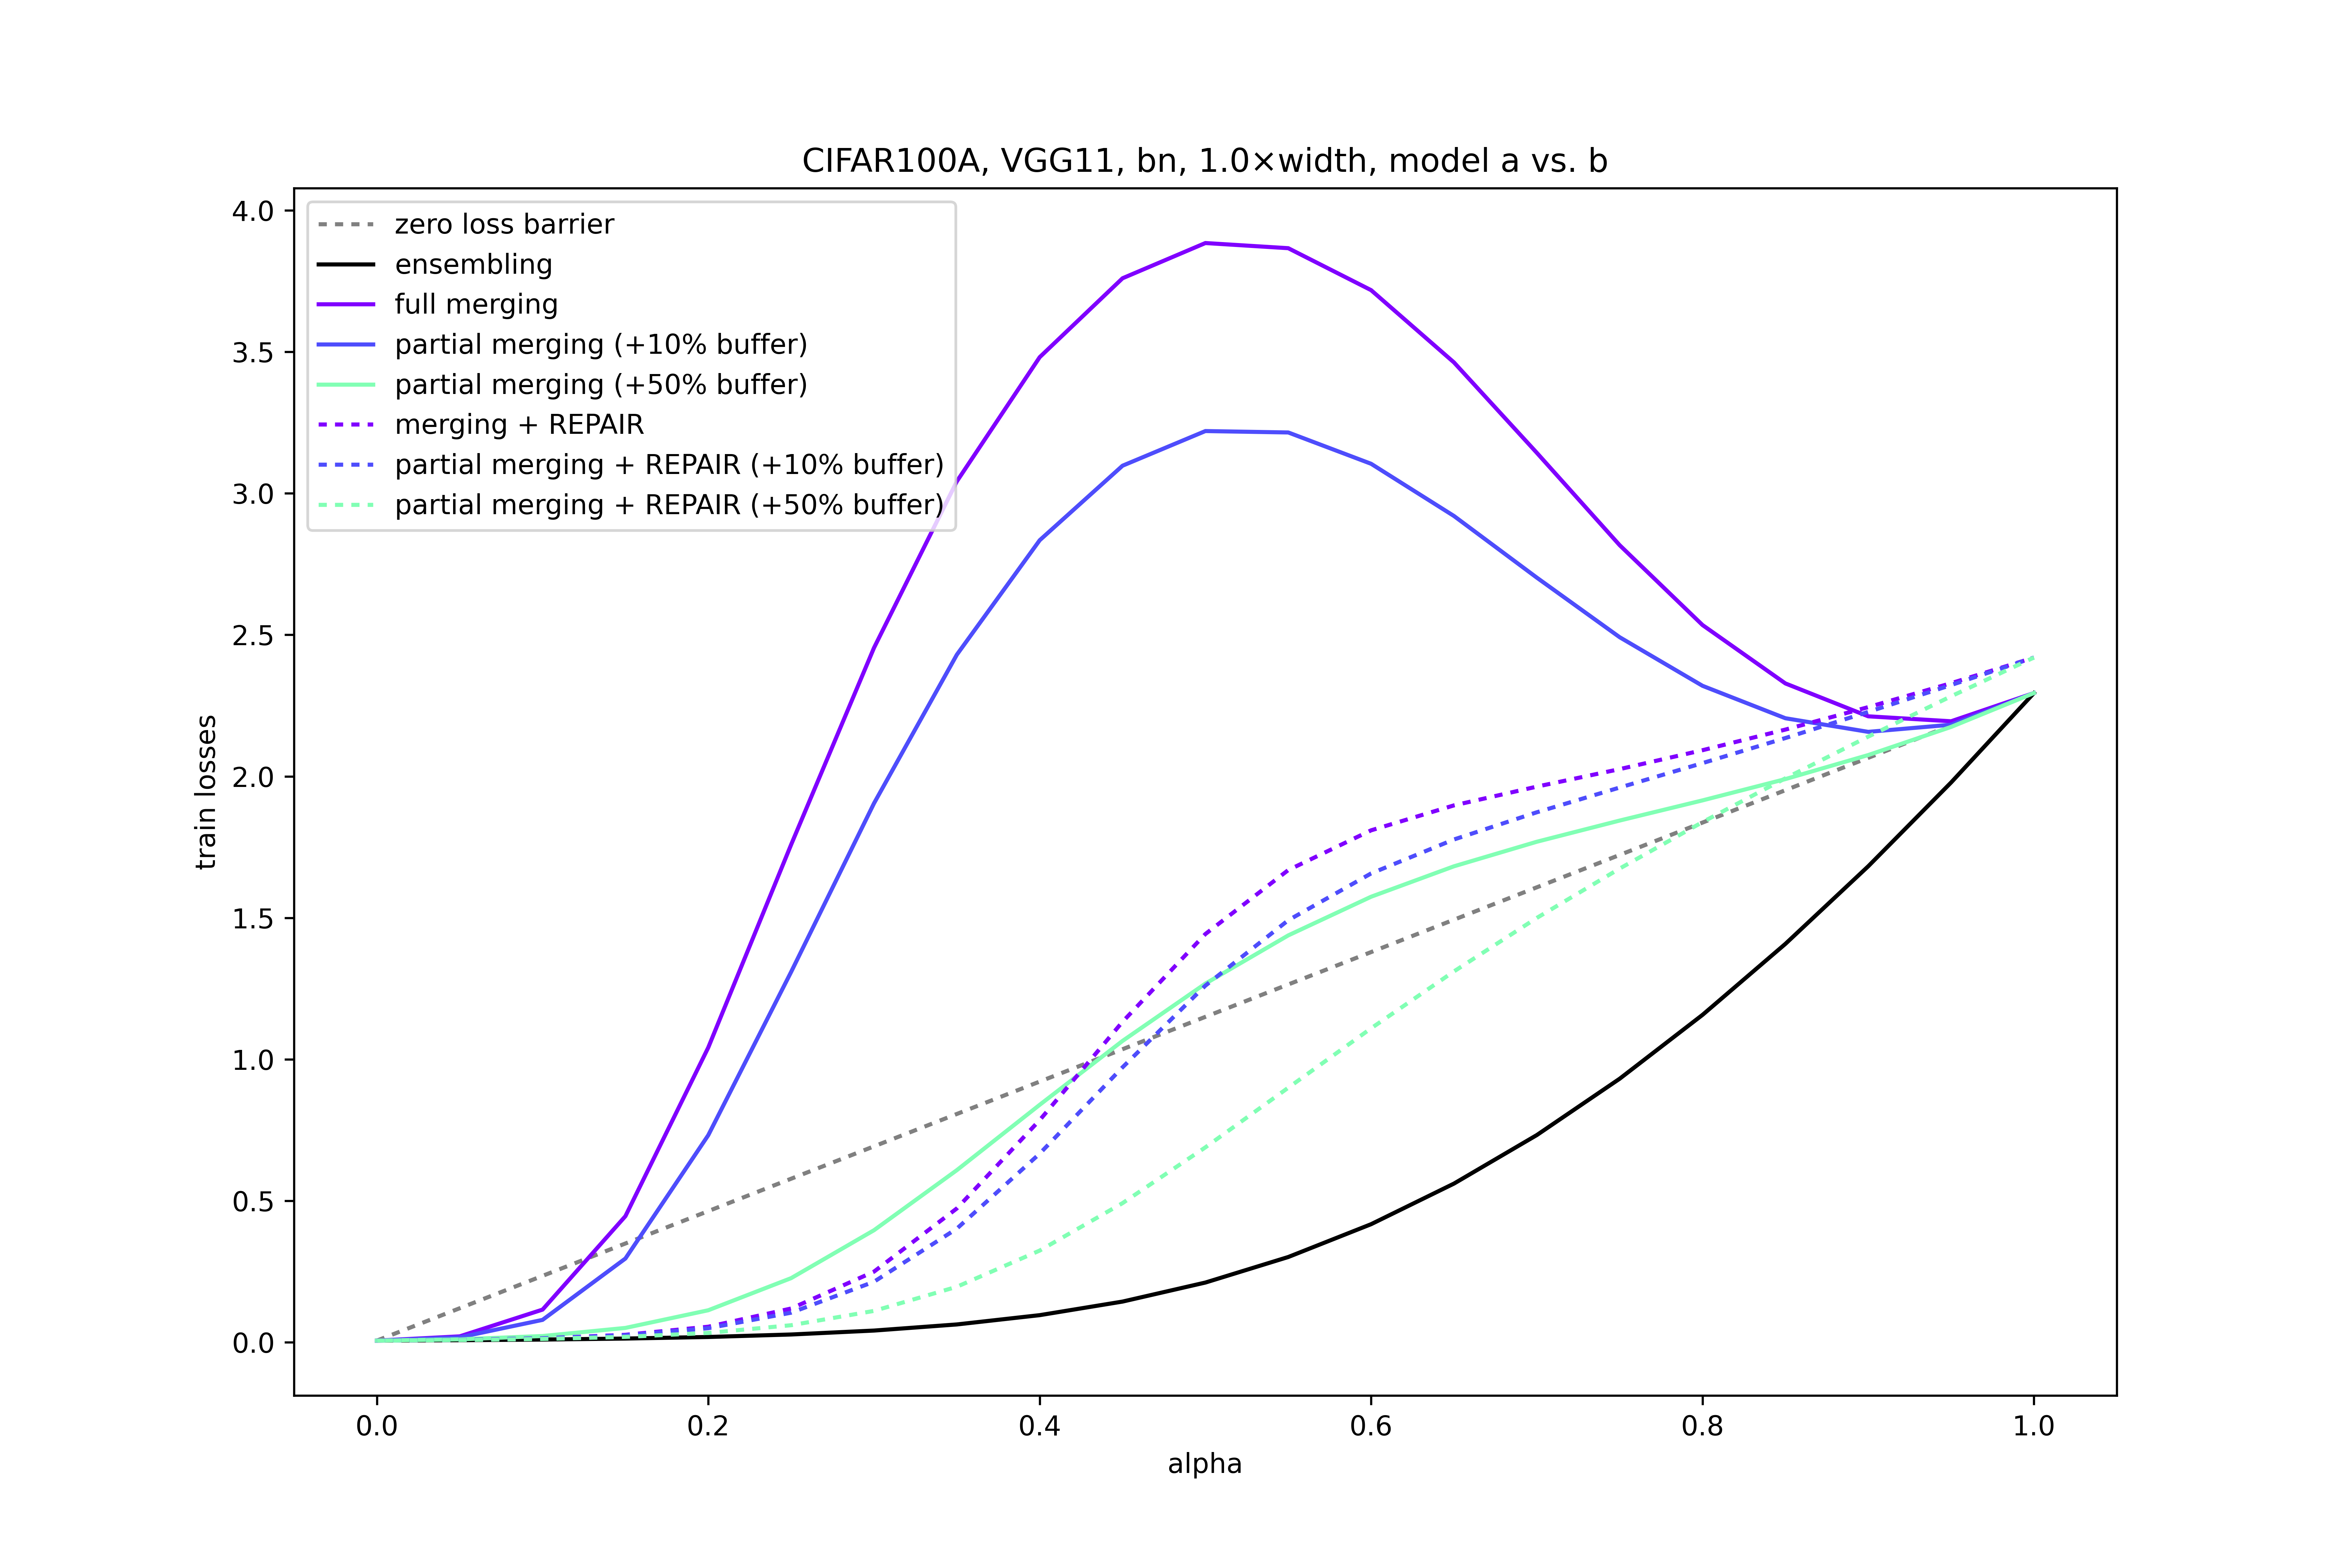 CIFAR100A, VGG11, bn, 1.0×width, model a vs. b
4.0
3.5
3.0
2.5
2.0
1.5
1.0
0.5
0.0
train losses
zero loss barrier
ensembling
full merging
partial merging (+10% buffer)
partial merging (+50% buffer)
merging + REPAIR
partial merging + REPAIR (+10% buffer)
partial merging + REPAIR (+50% buffer)
0.0 0.2 0.4 0.6 0.8 1.0
alpha